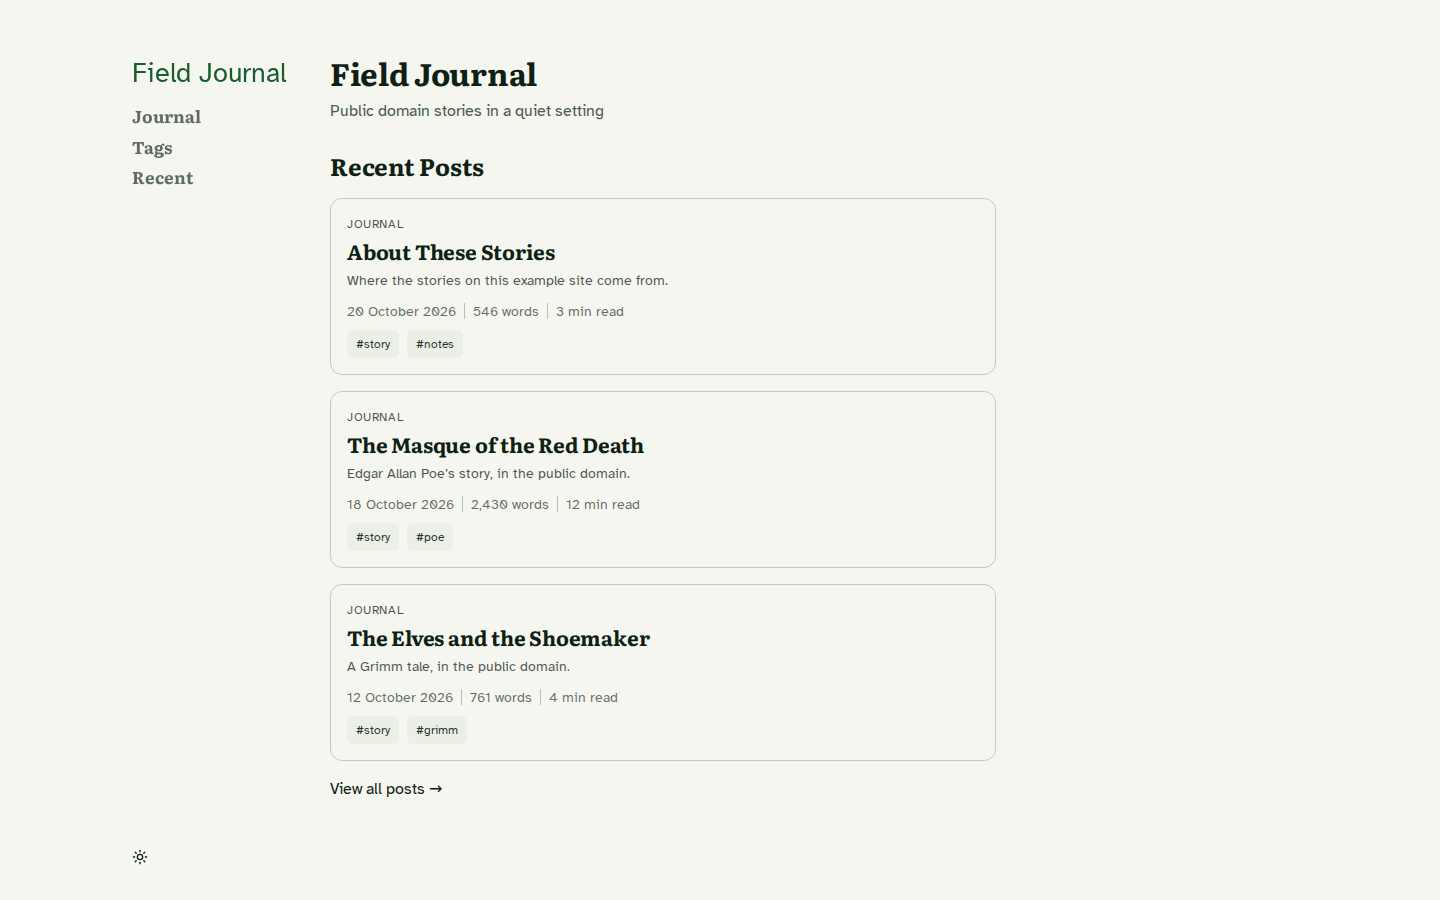 Field Journal
Journal
Tags
Recent
Field Journal
Public domain stories in a quiet setting
Recent Posts
JOURNAL
About These Stories
Where the stories on this example site come from.
20 October 2026 | 546 words | 3 min read
#story #notes
JOURNAL
The Masque of the Red Death
Edgar Allan Poe's story, in the public domain.
18 October 2026 | 2,430 words | 12 min read
#story #poe
JOURNAL
The Elves and the Shoemaker
A Grimm tale, in the public domain.
12 October 2026 | 761 words | 4 min read
#story #grimm
View all posts →